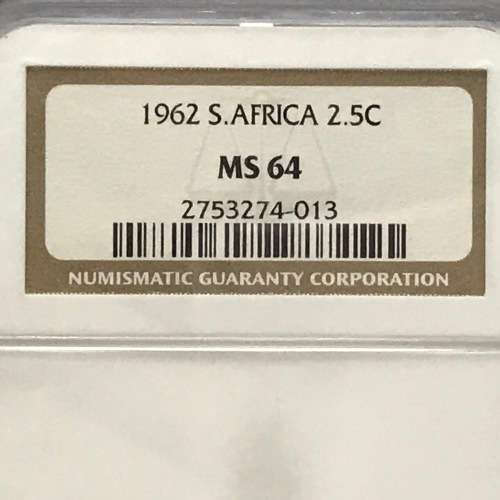 1962 S.AFRICA 2.5C
MS 64
2753274-013
NUMISMATIC GUARANTY CORPORATION